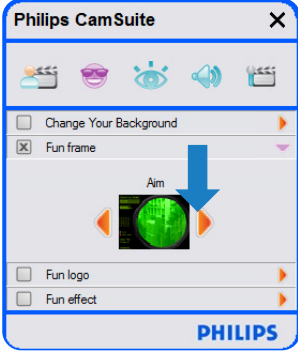 Philips CamSuite
Change Your Background
Fun frame
Aim
Fun logo
Fun effect
PHILIPS